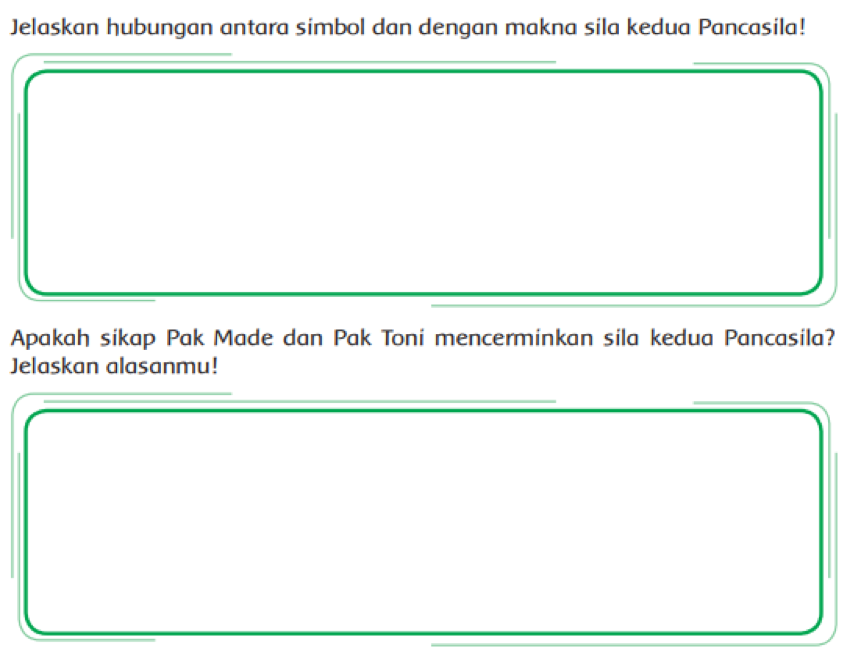 Jelaskan hubungan antara simbol dan dengan makna sila kedua Pancasila!
Apakah sikap Pak Made dan Pak Toni mencerminkan sila kedua Pancasila?
Jelaskan alasanmu!